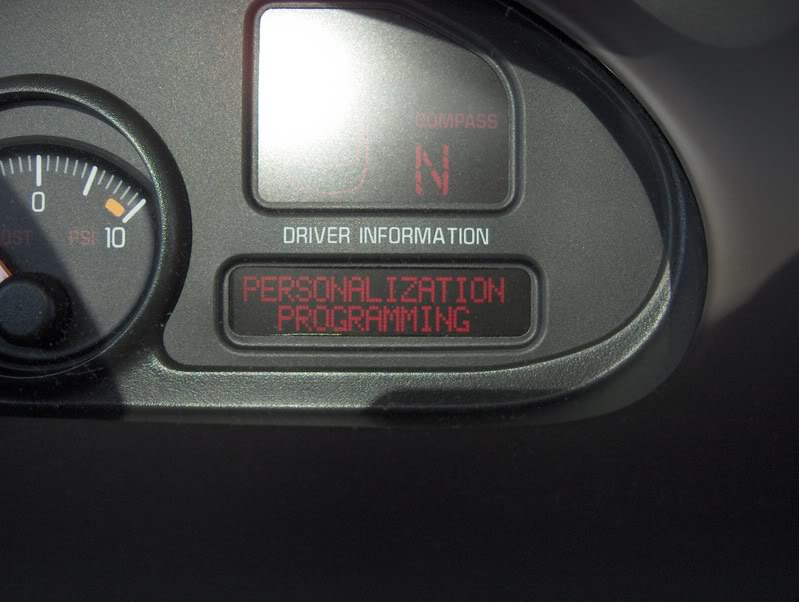 COMPASS
N
0
PSI
10
DRIVER INFORMATION
PERSONALIZATION
PROGRAMMING